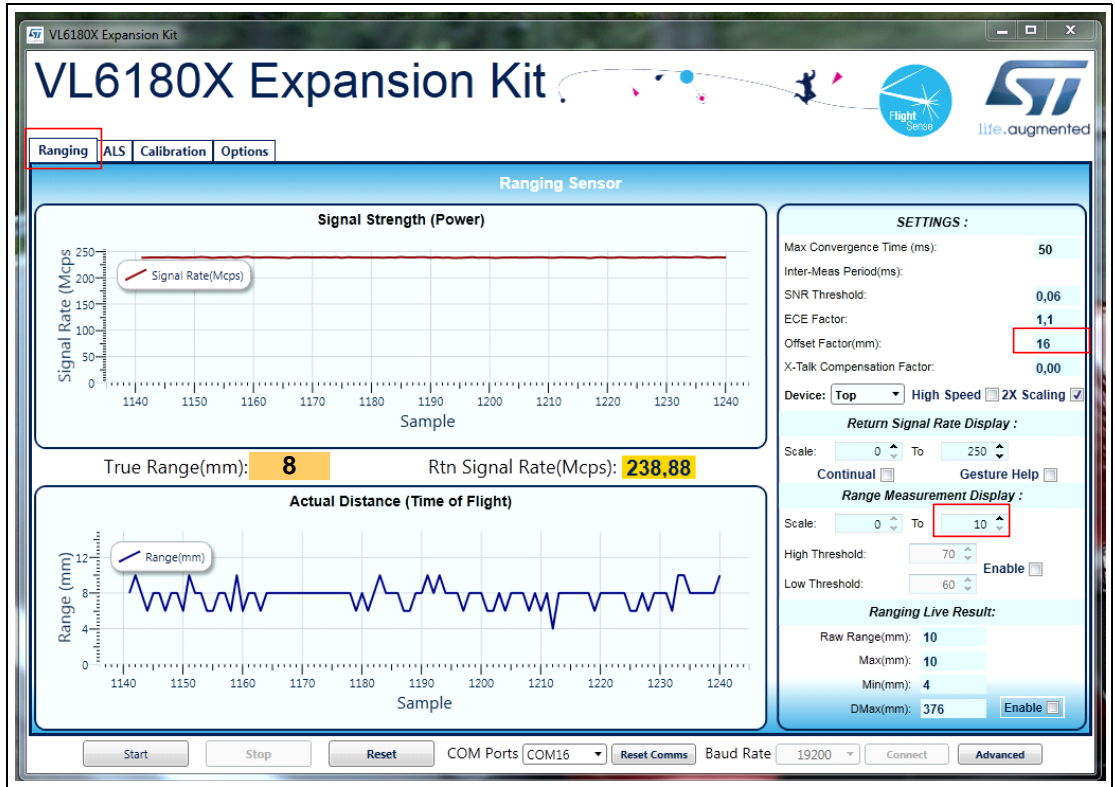 VL6180X Expansion Kit
VL6180X Expansion Kit
Flight
Sense
life.augmented
Ranging ALS Calibration Options
Ranging Sensor
Signal Strength (Power)
Signal Rate (Mcps)
250
200
150
100
50
0
Signal Rate(Mcps)
1140 1150 1160 1170 1180 1190 1200 1210 1220 1230 1240
Sample
True Range(mm): 8 Rtn Signal Rate(Mcps): 238,88
Actual Distance (Time of Flight)
Range (mm)
12
8
4
0
Range(mm)
1140 1150 1160 1170 1180 1190 1200 1210 1220 1230 1240
Sample
SETTINGS :
Max Convergence Time (ms): 50
Inter-Meas Period(ms):
SNR Threshold: 0,06
ECE Factor: 1,1
Offset Factor(mm): 16
X-Talk Compensation Factor: 0,00
Device: Top High Speed 2X Scaling
Return Signal Rate Display :
Scale: 0 To 250
Continual Gesture Help
Range Measurement Display :
Scale: 0 To 10
High Threshold: 70
Enable
Low Threshold: 60
Ranging Live Result:
Raw Range(mm): 10
Max(mm): 10
Min(mm): 4
DMax(mm): 376 Enable
Start Stop Reset COM Ports COM16 Reset Comms Baud Rate 19200 Connect Advanced